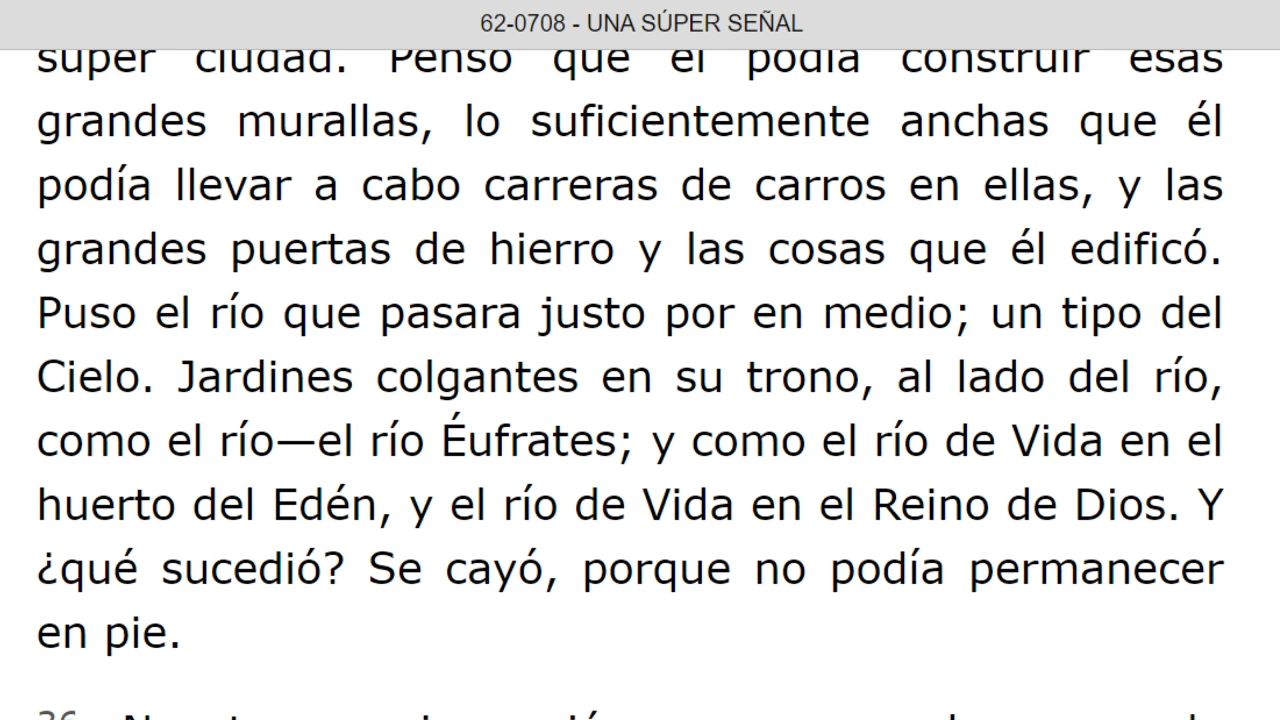 62-0708 - UNA SÚPER SEÑAL
súper ciudad. Pensó que él podía construir esas
grandes murallas, lo suficientemente anchas que él
podía llevar a cabo carreras de carros en ellas, y las
grandes puertas de hierro y las cosas que él edificó.
Puso el río que pasara justo por en medio; un tipo del
Cielo. Jardines colgantes en su trono, al lado del río,
como el río—el río Éufrates; y como el río de Vida en el
huerto del Edén, y el río de Vida en el Reino de Dios. Y
¿qué sucedió? Se cayó, porque no podía permanecer
en pie.
36